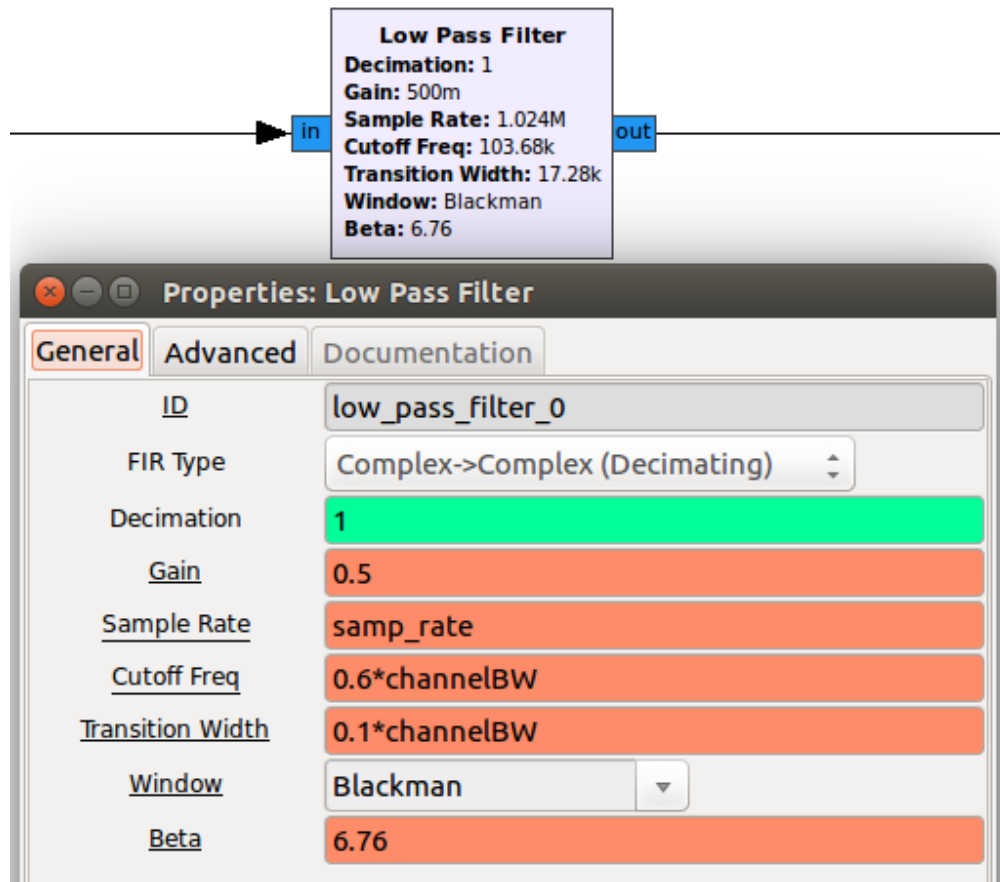 Low Pass Filter
Decimation: 1
Gain: 500m
Sample Rate: 1.024M
Cutoff Freq: 103.68k
Transition Width: 17.28k
Window: Blackman
Beta: 6.76
in
out
Properties: Low Pass Filter
General Advanced Documentation
ID low_pass_filter_0
FIR Type Complex->Complex (Decimating)
Decimation 1
Gain 0.5
Sample Rate samp_rate
Cutoff Freq 0.6*channelBW
Transition Width 0.1*channelBW
Window Blackman
Beta 6.76